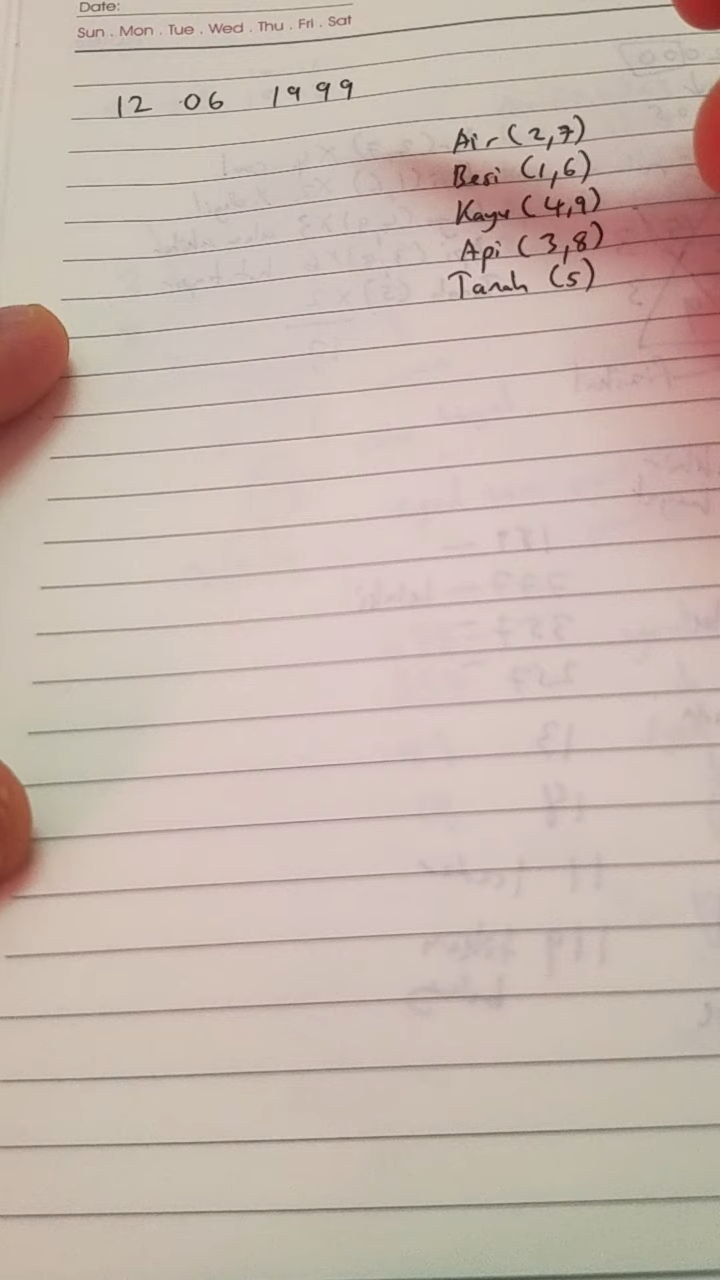 Date:
Sun . Mon . Tue . Wed . Thu . Fri . Sat
12 06 1999
Air (2,7)
Besi (1,6)
Kayu (4,9)
Api (3,8)
Tanah (5)